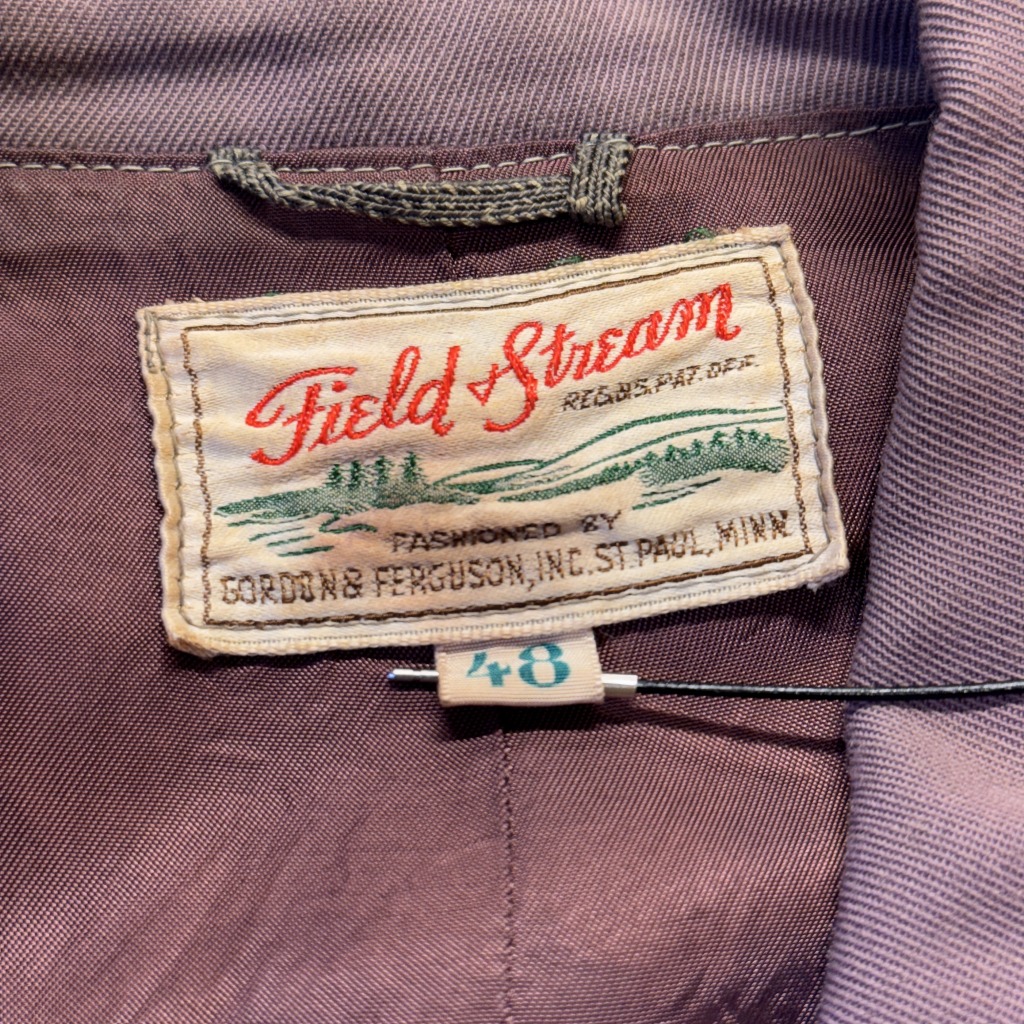 Field & Stream
REG.U.S.PAT.OFF.
FASHIONED BY
GORDON & FERGUSON, INC. ST. PAUL, MINN
48